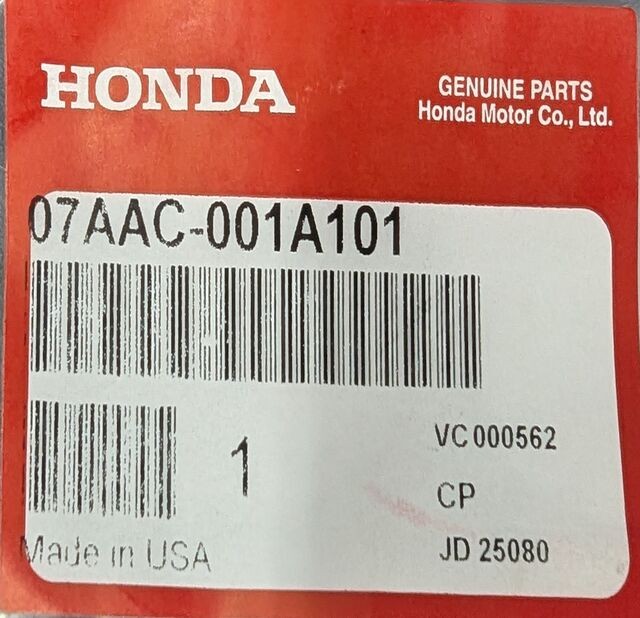 HONDA
GENUINE PARTS
Honda Motor Co., Ltd.
07AAC-001A101
1
VC 000562
CP
Made in USA
JD 25080